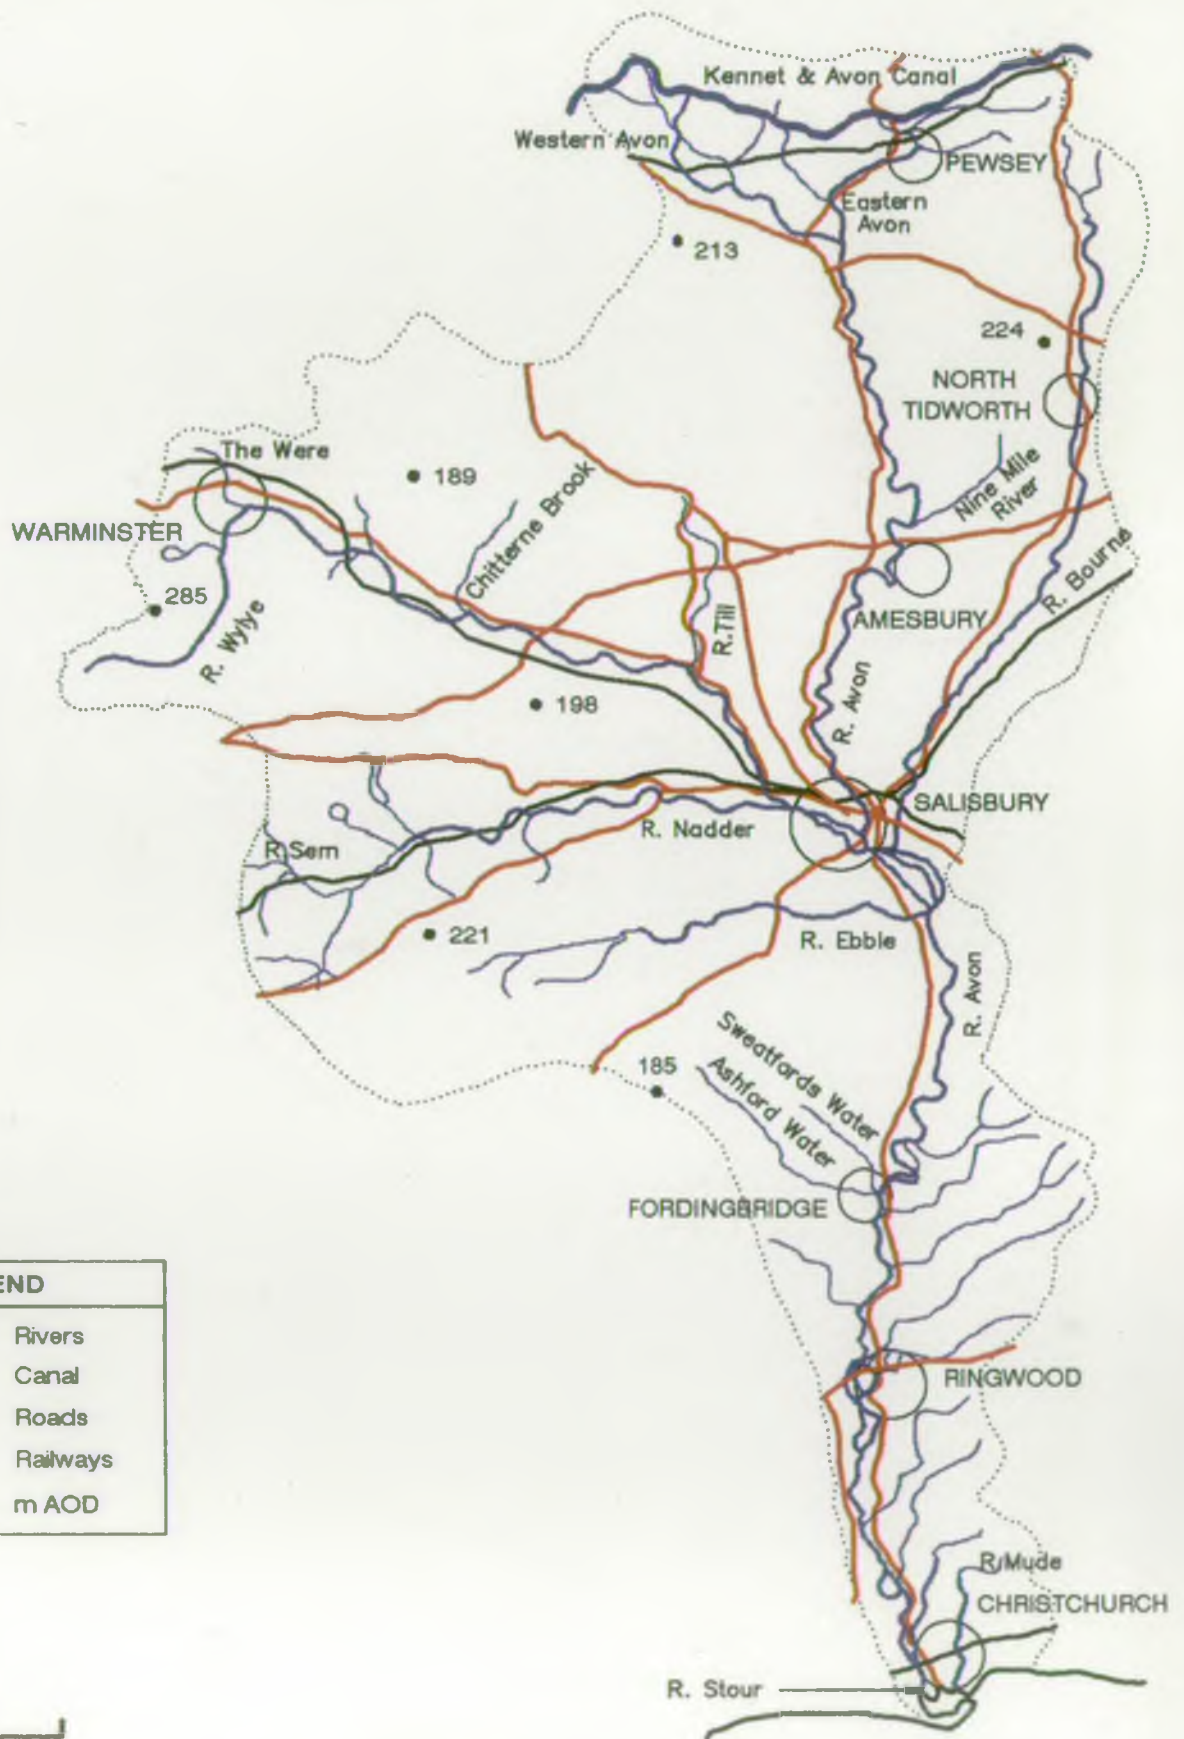 Kennet & Avon Canal
Western Avon
PEWSEY
Eastern
Avon
213
224
NORTH
TIDWORTH
The Were
189
Chitterne Brook
Nine Mile
River
WARMINSTER
R. Bourne
285
R. Wylye
R.Till
AMESBURY
R. Avon
198
SALISBURY
R. Nadder
R.Sem
221
R. Ebble
R. Avon
Sweatfords Water
Ashford Water
185
FORDINGBRIDGE
END
Rivers
Canal
Roads
Railways
m AOD
RINGWOOD
R.Mude
CHRISTCHURCH
R. Stour